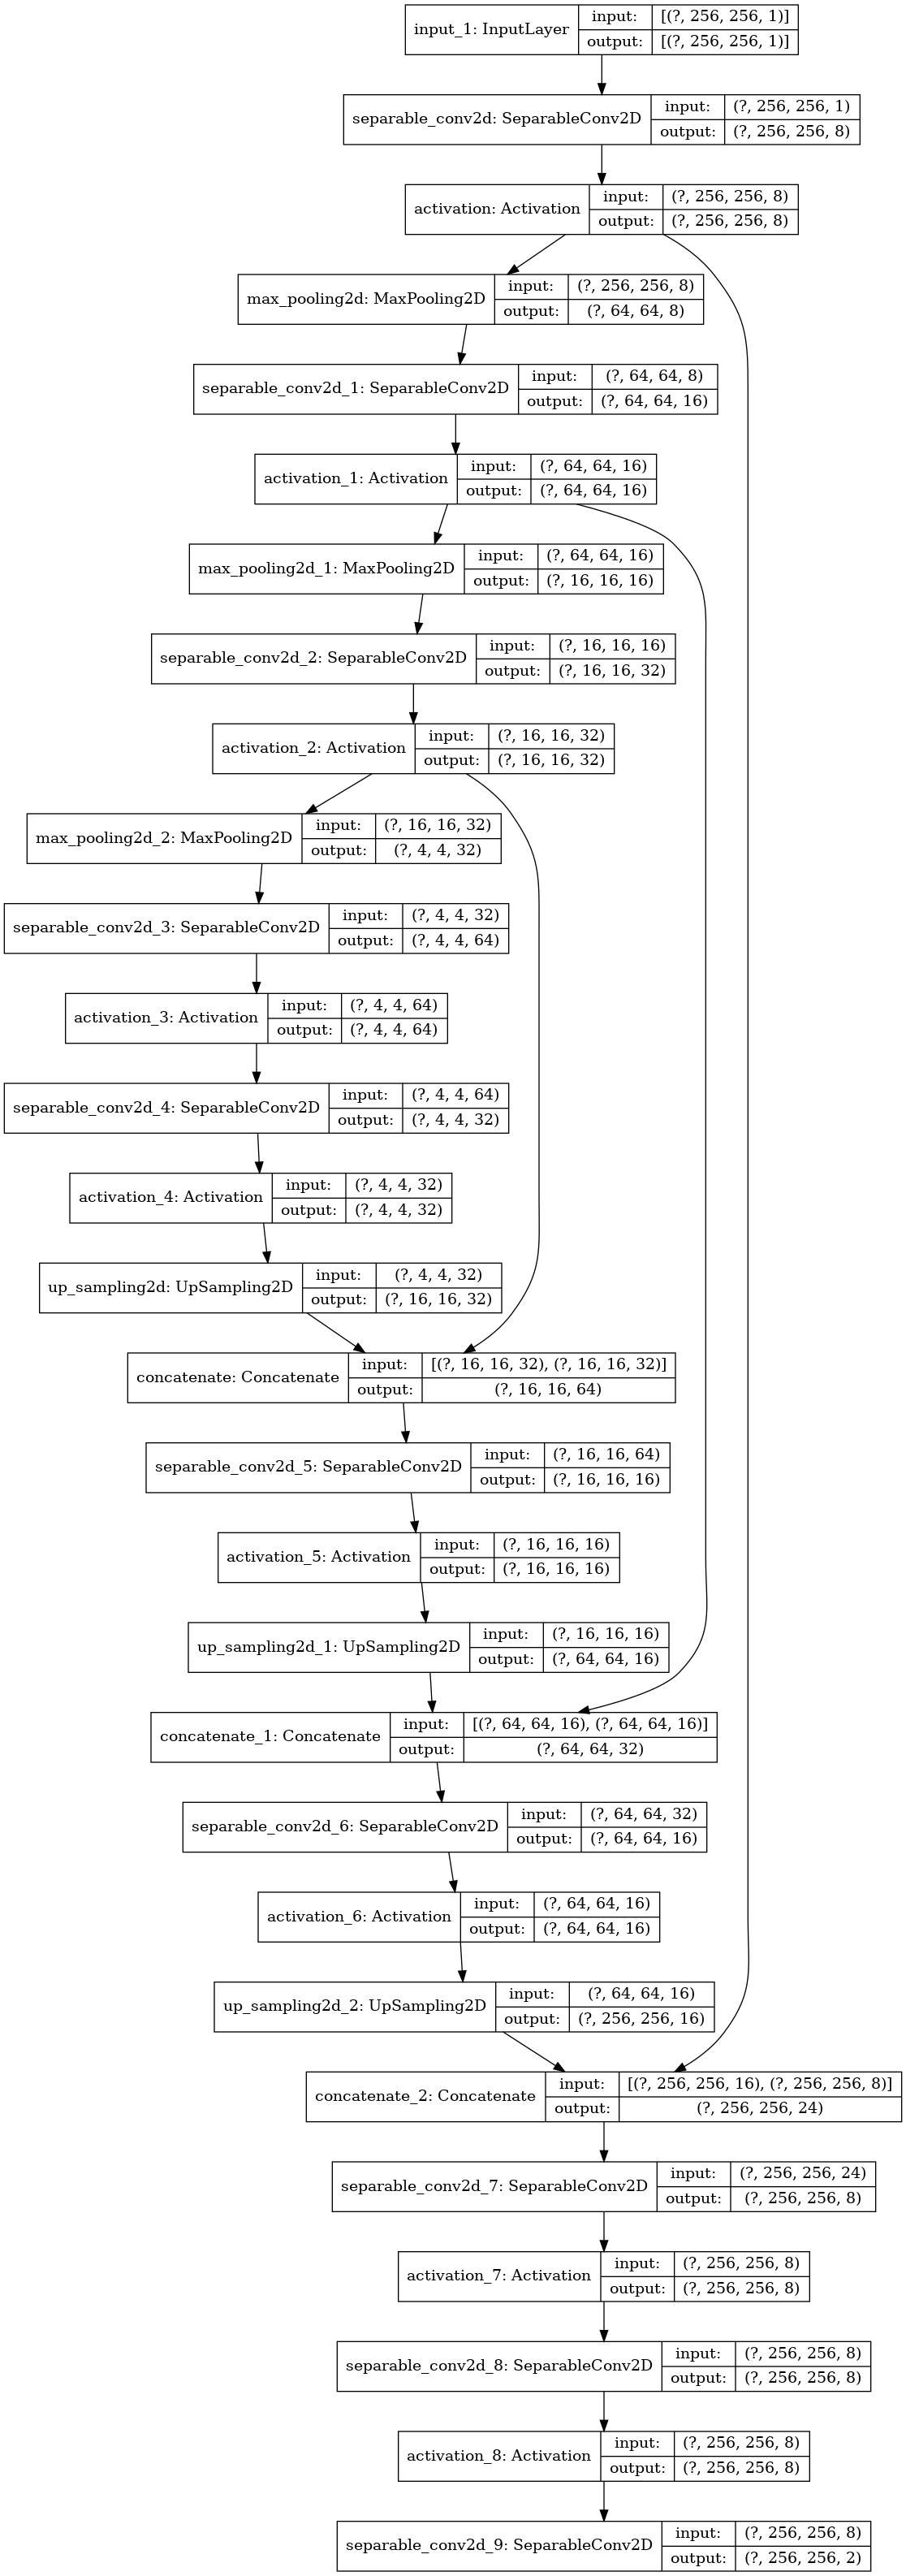 input_1: InputLayer input: [(?, 256, 256, 1)]
output: [(?, 256, 256, 1)]
separable_conv2d: SeparableConv2D input: (?, 256, 256, 1)
output: (?, 256, 256, 8)
activation: Activation input: (?, 256, 256, 8)
output: (?, 256, 256, 8)
max_pooling2d: MaxPooling2D input: (?, 256, 256, 8)
output: (?, 64, 64, 8)
separable_conv2d_1: SeparableConv2D input: (?, 64, 64, 8)
output: (?, 64, 64, 16)
activation_1: Activation input: (?, 64, 64, 16)
output: (?, 64, 64, 16)
max_pooling2d_1: MaxPooling2D input: (?, 64, 64, 16)
output: (?, 16, 16, 16)
separable_conv2d_2: SeparableConv2D input: (?, 16, 16, 16)
output: (?, 16, 16, 32)
activation_2: Activation input: (?, 16, 16, 32)
output: (?, 16, 16, 32)
max_pooling2d_2: MaxPooling2D input: (?, 16, 16, 32)
output: (?, 4, 4, 32)
separable_conv2d_3: SeparableConv2D input: (?, 4, 4, 32)
output: (?, 4, 4, 64)
activation_3: Activation input: (?, 4, 4, 64)
output: (?, 4, 4, 64)
separable_conv2d_4: SeparableConv2D input: (?, 4, 4, 64)
output: (?, 4, 4, 32)
activation_4: Activation input: (?, 4, 4, 32)
output: (?, 4, 4, 32)
up_sampling2d: UpSampling2D input: (?, 4, 4, 32)
output: (?, 16, 16, 32)
concatenate: Concatenate input: [(?, 16, 16, 32), (?, 16, 16, 32)]
output: (?, 16, 16, 64)
separable_conv2d_5: SeparableConv2D input: (?, 16, 16, 64)
output: (?, 16, 16, 16)
activation_5: Activation input: (?, 16, 16, 16)
output: (?, 16, 16, 16)
up_sampling2d_1: UpSampling2D input: (?, 16, 16, 16)
output: (?, 64, 64, 16)
concatenate_1: Concatenate input: [(?, 64, 64, 16), (?, 64, 64, 16)]
output: (?, 64, 64, 32)
separable_conv2d_6: SeparableConv2D input: (?, 64, 64, 32)
output: (?, 64, 64, 16)
activation_6: Activation input: (?, 64, 64, 16)
output: (?, 64, 64, 16)
up_sampling2d_2: UpSampling2D input: (?, 64, 64, 16)
output: (?, 256, 256, 16)
concatenate_2: Concatenate input: [(?, 256, 256, 16), (?, 256, 256, 8)]
output: (?, 256, 256, 24)
separable_conv2d_7: SeparableConv2D input: (?, 256, 256, 24)
output: (?, 256, 256, 8)
activation_7: Activation input: (?, 256, 256, 8)
output: (?, 256, 256, 8)
separable_conv2d_8: SeparableConv2D input: (?, 256, 256, 8)
output: (?, 256, 256, 8)
activation_8: Activation input: (?, 256, 256, 8)
output: (?, 256, 256, 8)
separable_conv2d_9: SeparableConv2D input: (?, 256, 256, 8)
output: (?, 256, 256, 2)